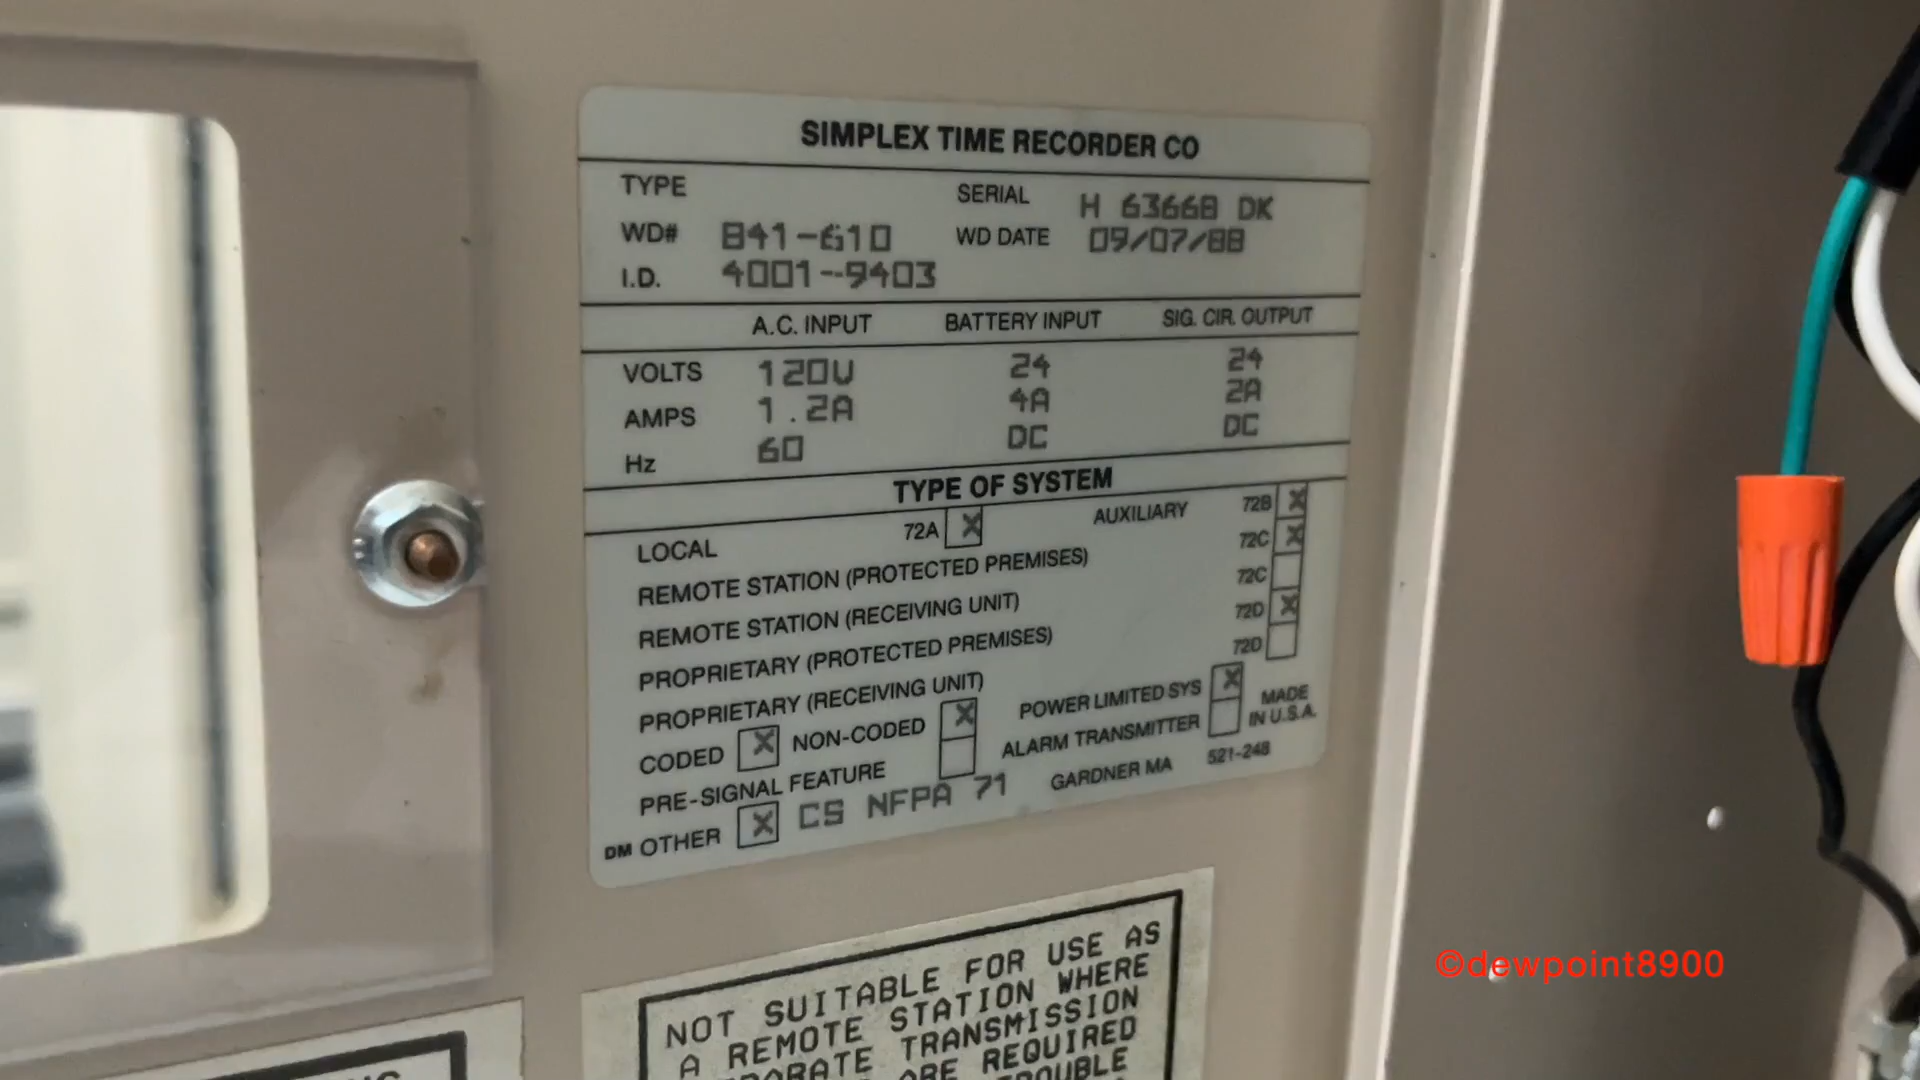 SIMPLEX TIME RECORDER CO
TYPE SERIAL H 63668 DK
WD# 841-610 WD DATE 09/07/88
I.D. 4001--9403
A.C. INPUT BATTERY INPUT SIG. CIR. OUTPUT
VOLTS 120V 24 24
AMPS 1.2A 4A 2A
Hz 60 DC DC
TYPE OF SYSTEM
LOCAL 72A X AUXILIARY 72B X
REMOTE STATION (PROTECTED PREMISES) 72C X
REMOTE STATION (RECEIVING UNIT) 72C
PROPRIETARY (PROTECTED PREMISES) 72D X
PROPRIETARY (RECEIVING UNIT) 72D
CODED X NON-CODED X POWER LIMITED SYS X MADE
PRE-SIGNAL FEATURE ALARM TRANSMITTER IN U.S.A.
DM OTHER X CS NFPA 71 GARDNER MA 521-248
NOT SUITABLE FOR USE AS
A REMOTE STATION WHERE
TRANSMISSION
ARE REQUIRED
TROUBLE
©dewpoint8900